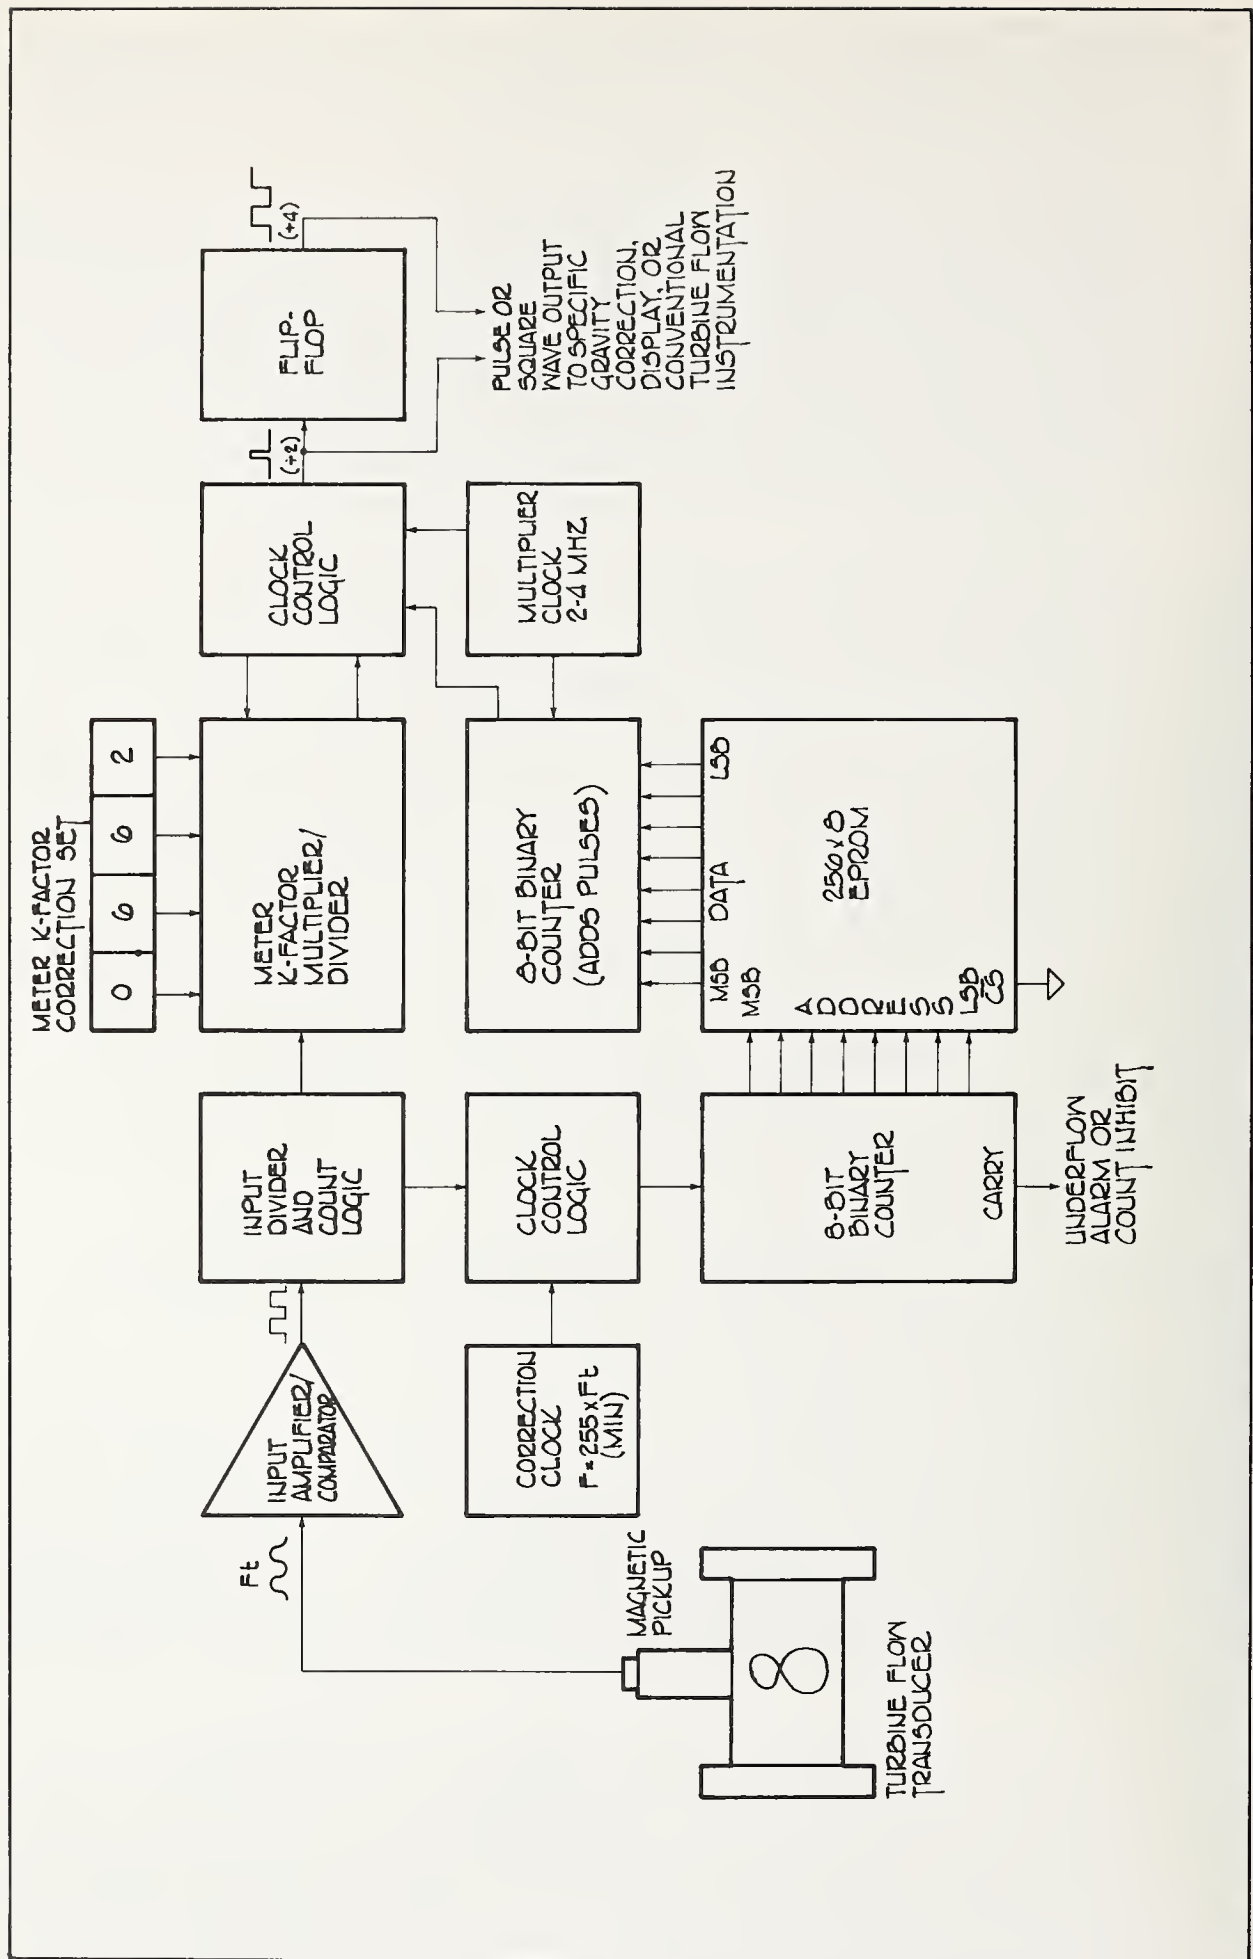 METER K-FACTOR
CORRECTION SET
0 6 6 2
Ft
INPUT
AMPLIFIER/
COMPARATOR
INPUT
DIVIDER
AND
COUNT
LOGIC
METER
K-FACTOR
MULTIPLIER/
DIVIDER
CLOCK
CONTROL
LOGIC
(÷2)
FLIP-
FLOP
(÷4)
CORRECTION
CLOCK
F=255xFt
(MIN)
CLOCK
CONTROL
LOGIC
8-BIT BINARY
COUNTER
(ADDS PULSES)
MULTIPLIER
CLOCK
2-4 MHZ
PULSE OR
SQUARE
WAVE OUTPUT
TO SPECIFIC
GRAVITY
CORRECTION,
DISPLAY, OR
CONVENTIONAL
TURBINE FLOW
INSTRUMENTATION
MAGNETIC
PICKUP
TURBINE FLOW
TRANSDUCER
8-BIT
BINARY
COUNTER
CARRY
UNDERFLOW
ALARM OR
COUNT INHIBIT
MSB DATA LSB
MSB
ADDRESS
LSB
CS
256x8
EPROM